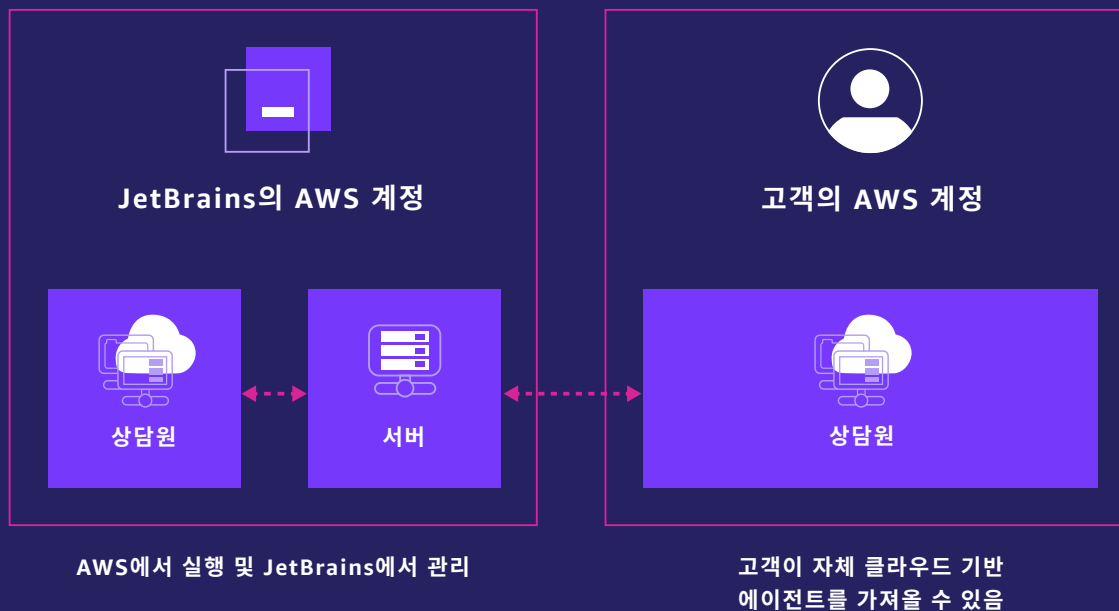 JetBrains의 AWS 계정
고객의 AWS 계정
상담원
서버
상담원
AWS에서 실행 및 JetBrains에서 관리
고객이 자체 클라우드 기반
에이전트를 가져올 수 있음